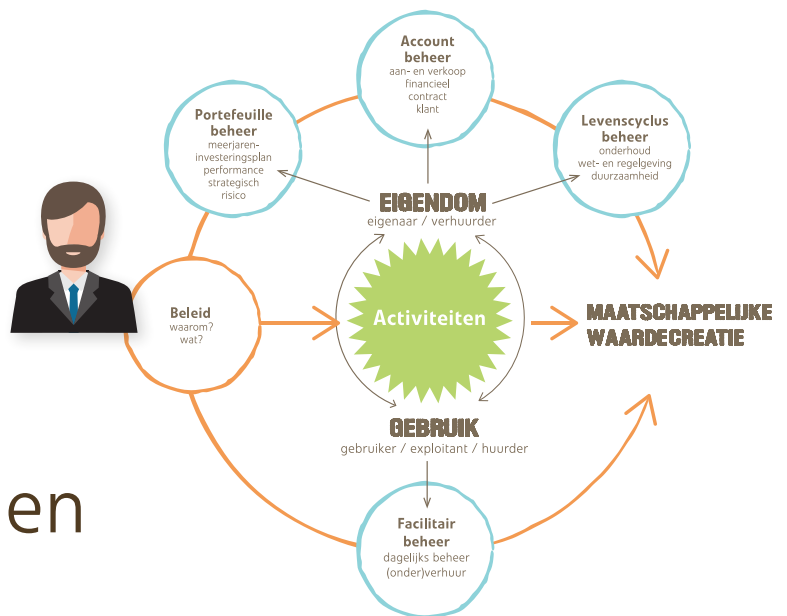 Account
beheer
aan- en verkoop
financieel
contract
klant
Portefeuille
beheer
meerjaren-
investeringsplan
performance
strategisch
risico
Levenscyclus
beheer
onderhoud
wet- en regelgeving
duurzaamheid
EIGENDOM
eigenaar / verhuurder
Beleid
waarom?
wat?
Activiteiten
MAATSCHAPPELIJKE
WAARDECREATIE
GEBRUIK
gebruiker / exploitant / huurder
en
Facilitair
beheer
dagelijks beheer
(onder)verhuur